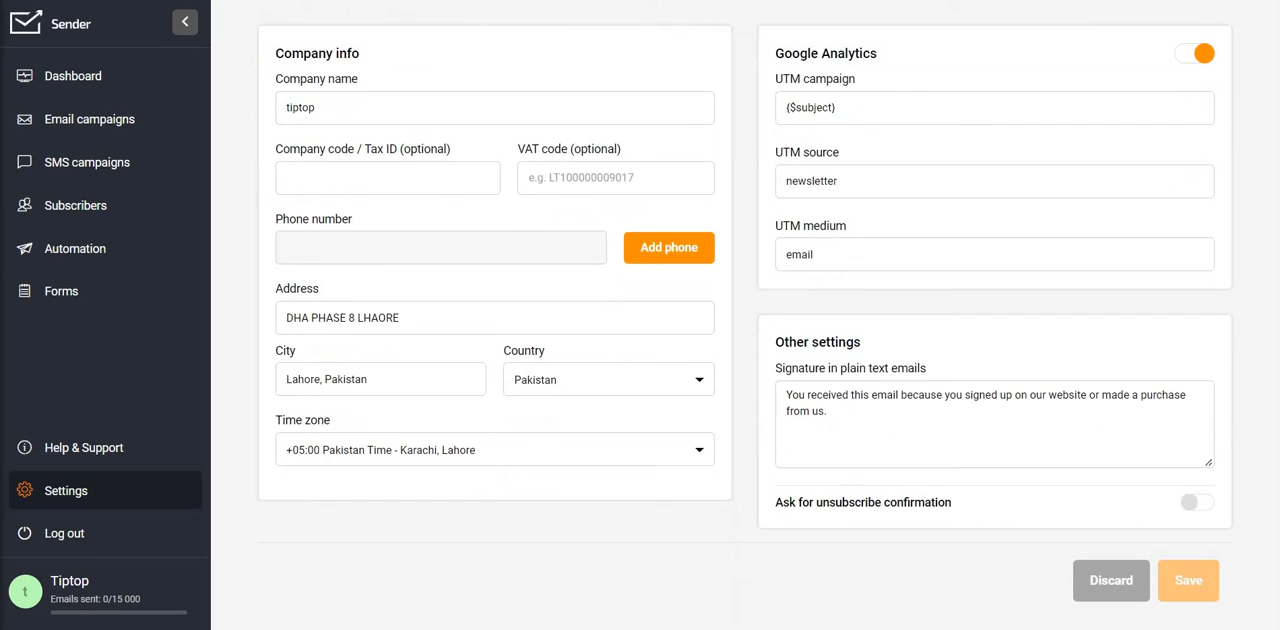 Sender
Dashboard
Email campaigns
SMS campaigns
Subscribers
Automation
Forms
Help & Support
Settings
Log out
t
Tiptop
Emails sent: 0/15 000
Company info
Company name
tiptop
Company code / Tax ID (optional)
VAT code (optional)
e.g. LT100000009017
Phone number
Add phone
Address
DHA PHASE 8 LHAORE
City
Country
Lahore, Pakistan
Pakistan
Time zone
+05:00 Pakistan Time - Karachi, Lahore
Google Analytics
UTM campaign
{$subject}
UTM source
newsletter
UTM medium
email
Other settings
Signature in plain text emails
You received this email because you signed up on our website or made a purchase
from us.
Ask for unsubscribe confirmation
Discard
Save